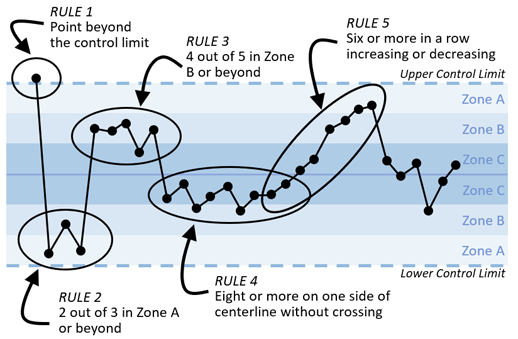 RULE 1
Point beyond
the control limit
RULE 3
4 out of 5 in Zone
B or beyond
RULE 5
Six or more in a row
increasing or decreasing
Upper Control Limit
Zone A
Zone B
Zone C
Zone C
Zone B
Zone A
Lower Control Limit
RULE 2
2 out of 3 in Zone A
or beyond
RULE 4
Eight or more on one side of
centerline without crossing